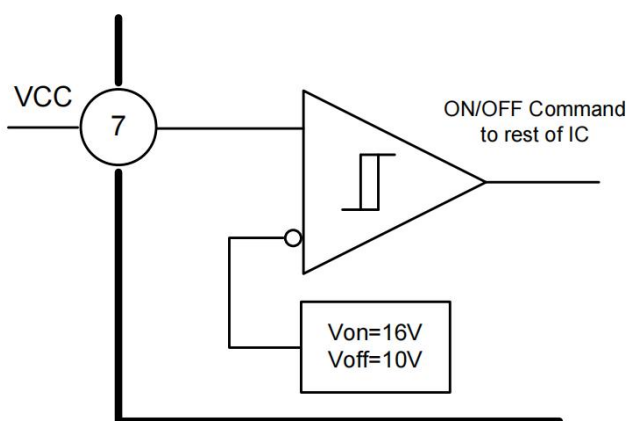 VCC
7
ON/OFF Command
to rest of IC
Von=16V
Voff=10V